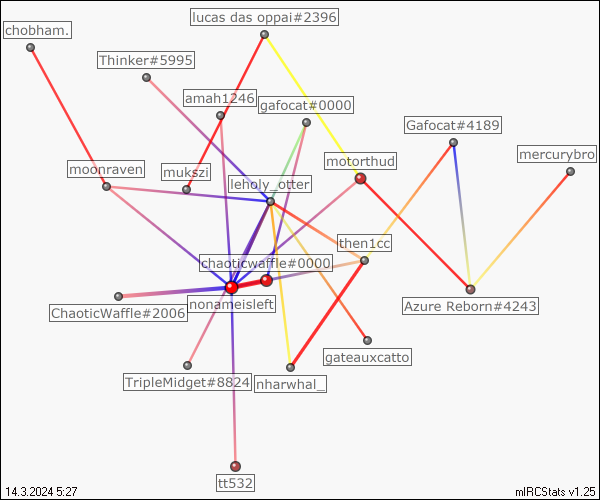 lucas das oppai#2396
chobham.
Thinker#5995
amah1246
gafocat#0000
Gafocat#4189
mercurybro
motorthud
moonraven
mukszi
leholy_otter
then1cc
chaoticwaffle#0000
nonameisleft
ChaoticWaffle#2006
Azure Reborn#4243
gateauxcatto
TripleMidget#8824
nharwhal_
tt532
14.3.2024 5:27
mIRCStats v1.25